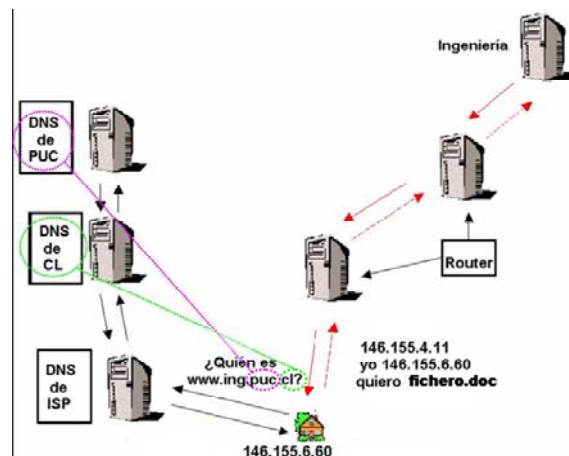 Ingeniería
DNS
de
PUC
DNS
de
CL
Router
DNS
de
ISP
¿Quién es
www.ing.puc.cl?
146.155.4.11
yo 146.155.6.60
quiero fichero.doc
146.155.6.60